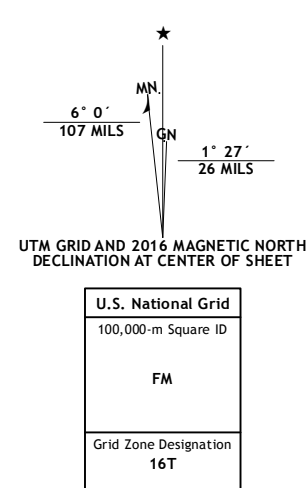 ★
MN
6° 0´
107 MILS
GN
1° 27´
26 MILS
UTM GRID AND 2016 MAGNETIC NORTH
DECLINATION AT CENTER OF SHEET
U.S. National Grid
100,000-m Square ID
FM
Grid Zone Designation
16T